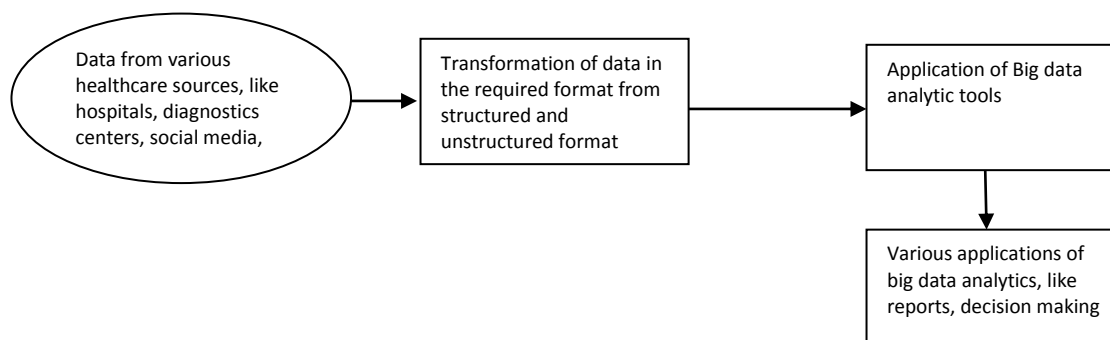 Data from various
healthcare sources, like
hospitals, diagnostics
centers, social media,
Transformation of data in
the required format from
structured and
unstructured format
Application of Big data
analytic tools
Various applications of
big data analytics, like
reports, decision making